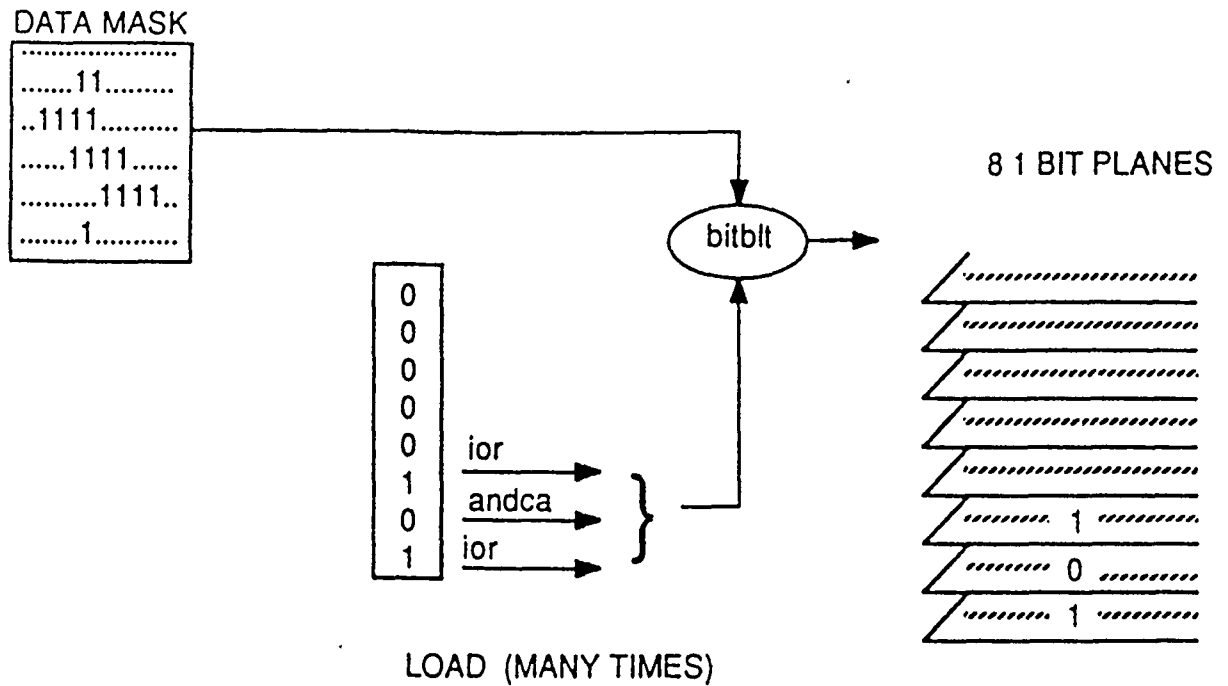 DATA MASK
.....................
.......11.........
..1111..........
......1111......
..........1111..
........1...........
bitblt
8 1 BIT PLANES
0
0
0
0
0
1
0
1
ior
andca
ior
1
0
1
LOAD (MANY TIMES)